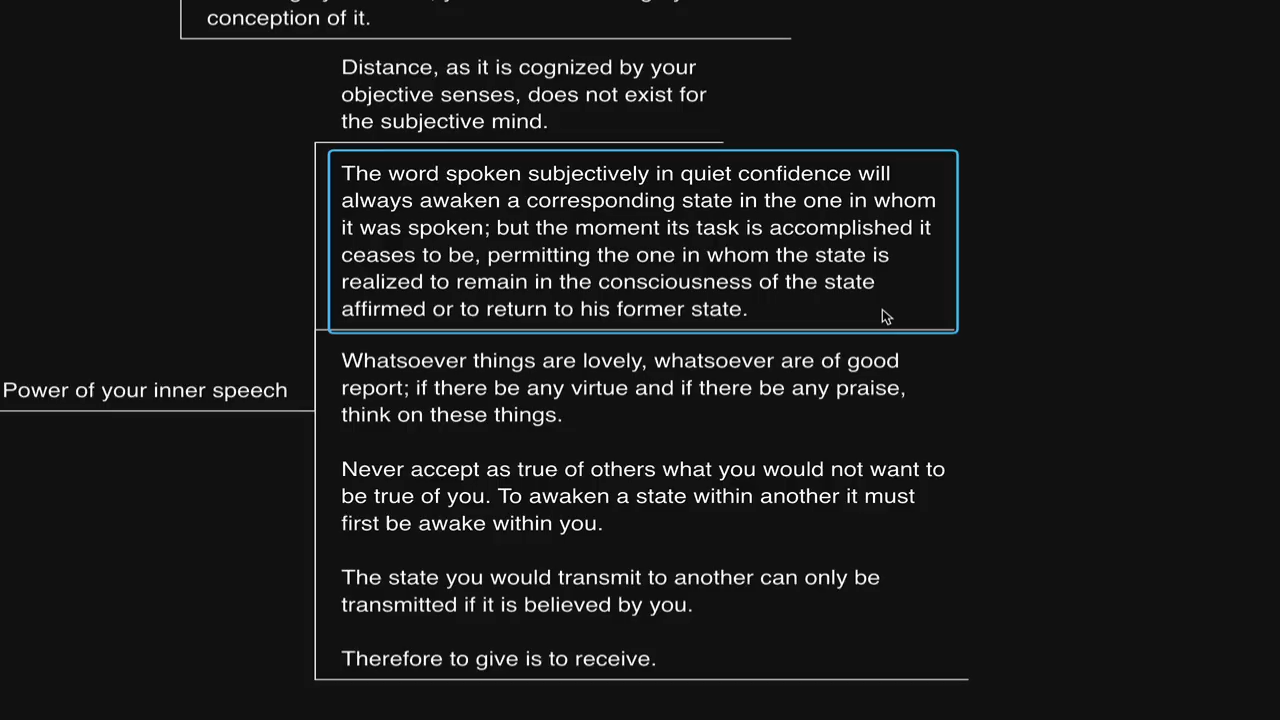 conception of it.
Distance, as it is cognized by your
objective senses, does not exist for
the subjective mind.
The word spoken subjectively in quiet confidence will
always awaken a corresponding state in the one in whom
it was spoken; but the moment its task is accomplished it
ceases to be, permitting the one in whom the state is
realized to remain in the consciousness of the state
affirmed or to return to his former state.
Power of your inner speech
Whatsoever things are lovely, whatsoever are of good
report; if there be any virtue and if there be any praise,
think on these things.
Never accept as true of others what you would not want to
be true of you. To awaken a state within another it must
first be awake within you.
The state you would transmit to another can only be
transmitted if it is believed by you.
Therefore to give is to receive.